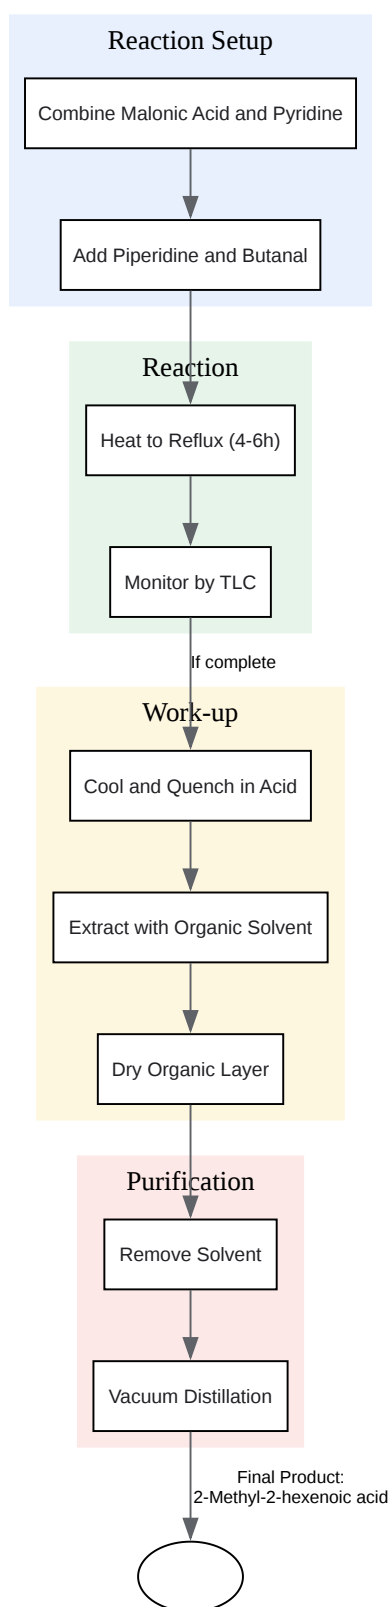 Reaction Setup
Combine Malonic Acid and Pyridine
Add Piperidine and Butanal
Reaction
Heat to Reflux (4-6h)
Monitor by TLC
If complete
Work-up
Cool and Quench in Acid
Extract with Organic Solvent
Dry Organic Layer
Purification
Remove Solvent
Vacuum Distillation
Final Product:
2-Methyl-2-hexenoic acid